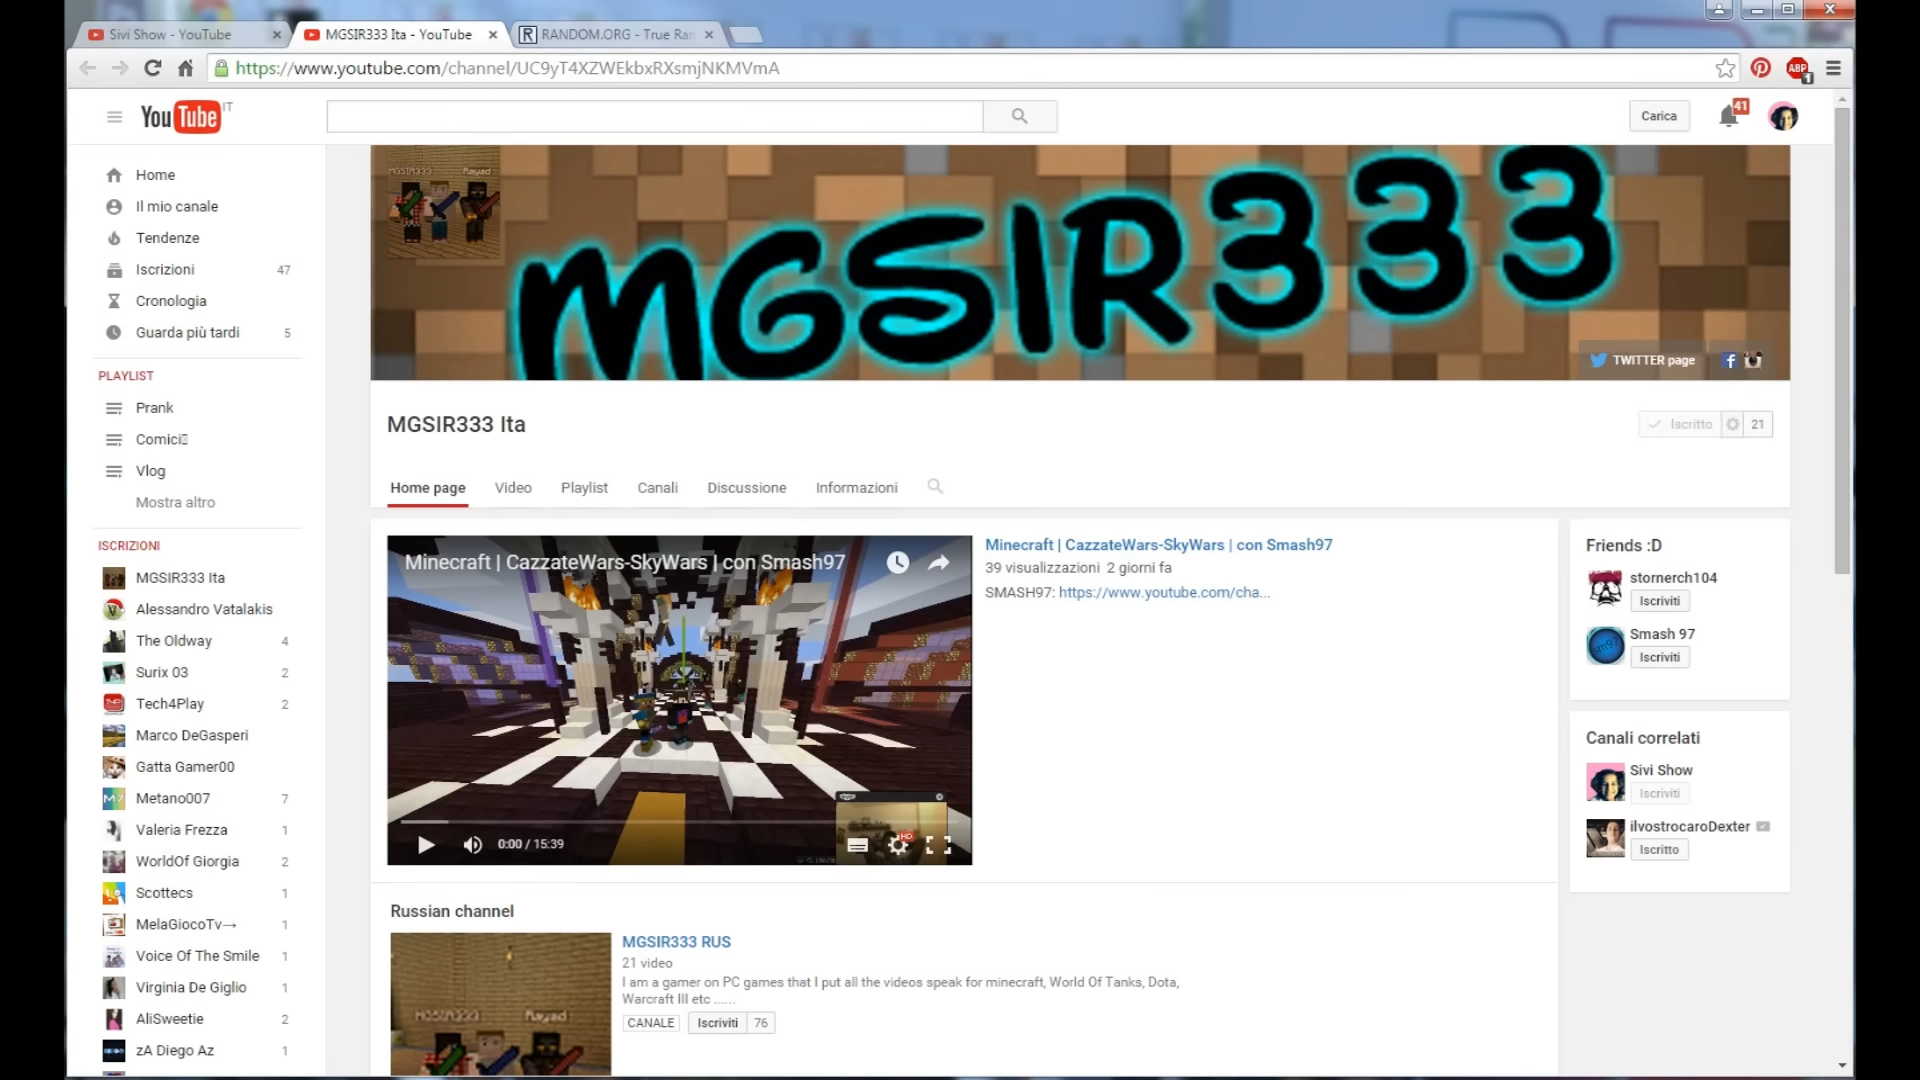 Sivi Show - YouTube
MGSIR333 Ita - YouTube
RANDOM.ORG - True Ran
https://www.youtube.com/channel/UC9yT4XZWEkbxRXsmjNKMVmA
ABP
1
YouTube IT
Carica
41
Home
Il mio canale
Tendenze
Iscrizioni 47
Cronologia
Guarda più tardi 5
PLAYLIST
Prank
Comici
Vlog
Mostra altro
ISCRIZIONI
MGSIR333 Ita
Alessandro Vatalakis
The Oldway 4
Surix 03 2
Tech4Play 2
Marco DeGasperi
Gatta Gamer00
Metano007 7
Valeria Frezza 1
WorldOf Giorgia 2
Scottecs 1
MelaGiocoTv→ 1
Voice Of The Smile 1
Virginia De Giglio 1
AliSweetie 2
zA Diego Az 1
MGSIR333 Rayad
MGSIR333
TWITTER page
MGSIR333 Ita
Iscritto 21
Home page Video Playlist Canali Discussione Informazioni
Minecraft | CazzateWars-SkyWars | con Smash97
0:00 / 15:39
HD
Minecraft | CazzateWars-SkyWars | con Smash97
39 visualizzazioni 2 giorni fa
SMASH97: https://www.youtube.com/cha...
Russian channel
MGSIR333 Rayad
MGSIR333 RUS
21 video
I am a gamer on PC games that I put all the videos speak for minecraft, World Of Tanks, Dota,
Warcraft III etc ......
CANALE Iscriviti 76
Friends :D
stornerch104
Iscriviti
Smash 97
Iscriviti
Canali correlati
Sivi Show
Iscriviti
ilvostrocaroDexter
Iscritto